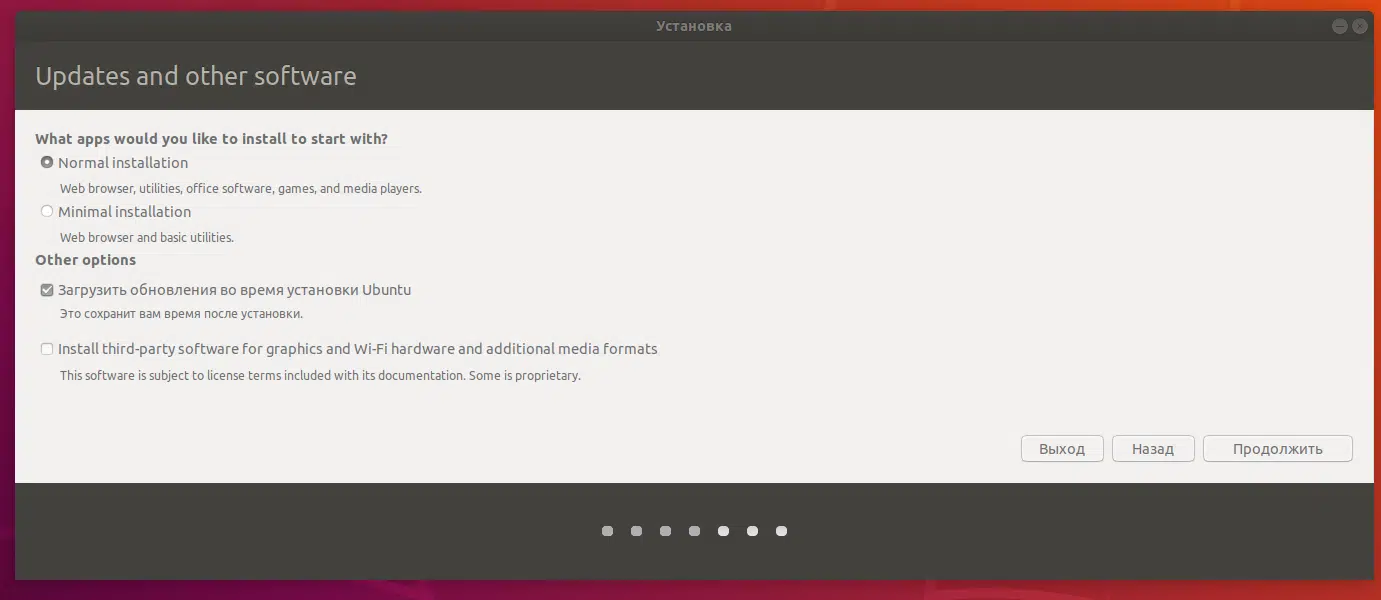 Установка
Updates and other software
What apps would you like to install to start with?
Normal installation
Web browser, utilities, office software, games, and media players.
Minimal installation
Web browser and basic utilities.
Other options
Загрузить обновления во время установки Ubuntu
Это сохранит вам время после установки.
Install third-party software for graphics and Wi-Fi hardware and additional media formats
This software is subject to license terms included with its documentation. Some is proprietary.
Выход Назад Продолжить